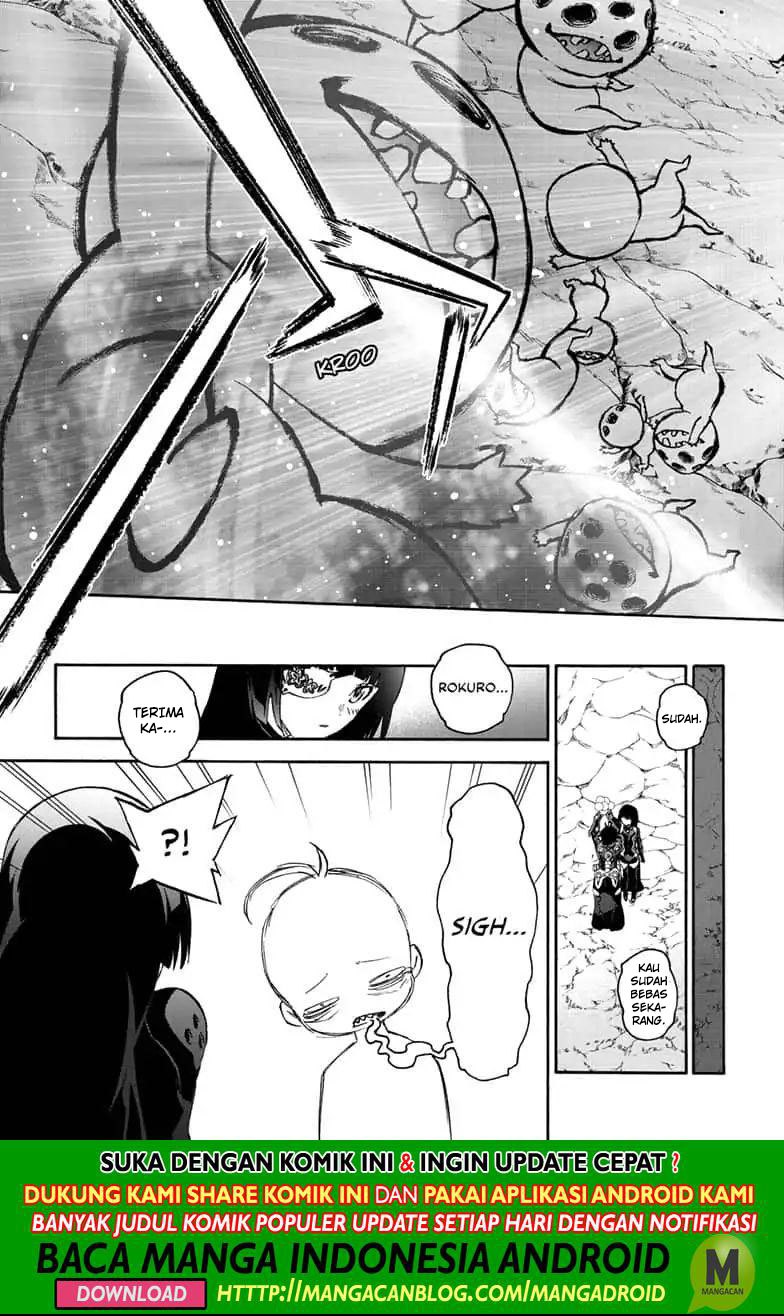 KROO
SUDAH.
KAU
SUDAH
BEBAS
SEKA-
RANG.
ROKURO...
TERIMA
KA-...
SIGH...
?!
SUKA DENGAN KOMIK INI & INGIN UPDATE CEPAT ?
DUKUNG KAMI SHARE KOMIK INI DAN PAKAI APLIKASI ANDROID KAMI
BANYAK JUDUL KOMIK POPULER UPDATE SETIAP HARI DENGAN NOTIFIKASI
BACA MANGA INDONESIA ANDROID
DOWNLOAD HTTTP://MANGACANBLOG.COM/MANGADROID
M
MANGACAN